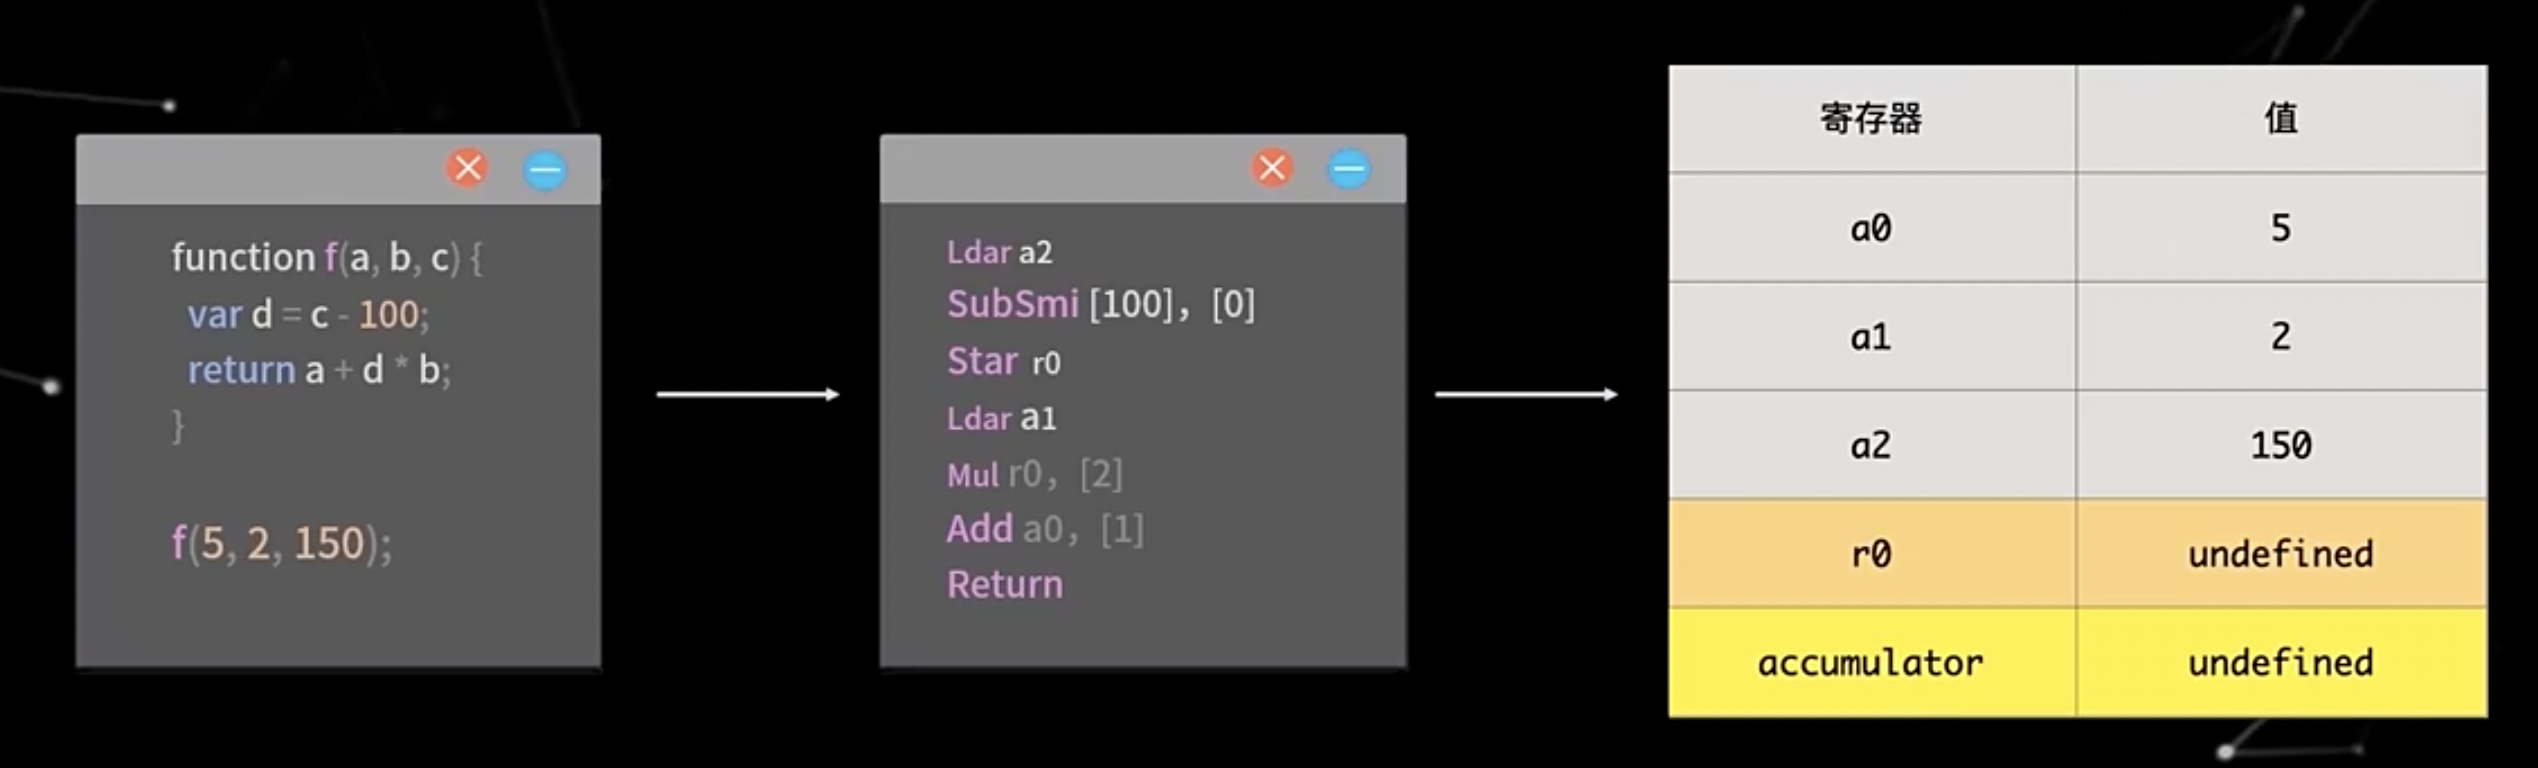 function f(a, b, c) {
var d = c - 100;
return a + d * b;
}
f(5, 2, 150);
Ldar a2
SubSmi [100], [0]
Star r0
Ldar a1
Mul r0, [2]
Add a0, [1]
Return
寄存器 值
a0 5
a1 2
a2 150
r0 undefined
accumulator undefined